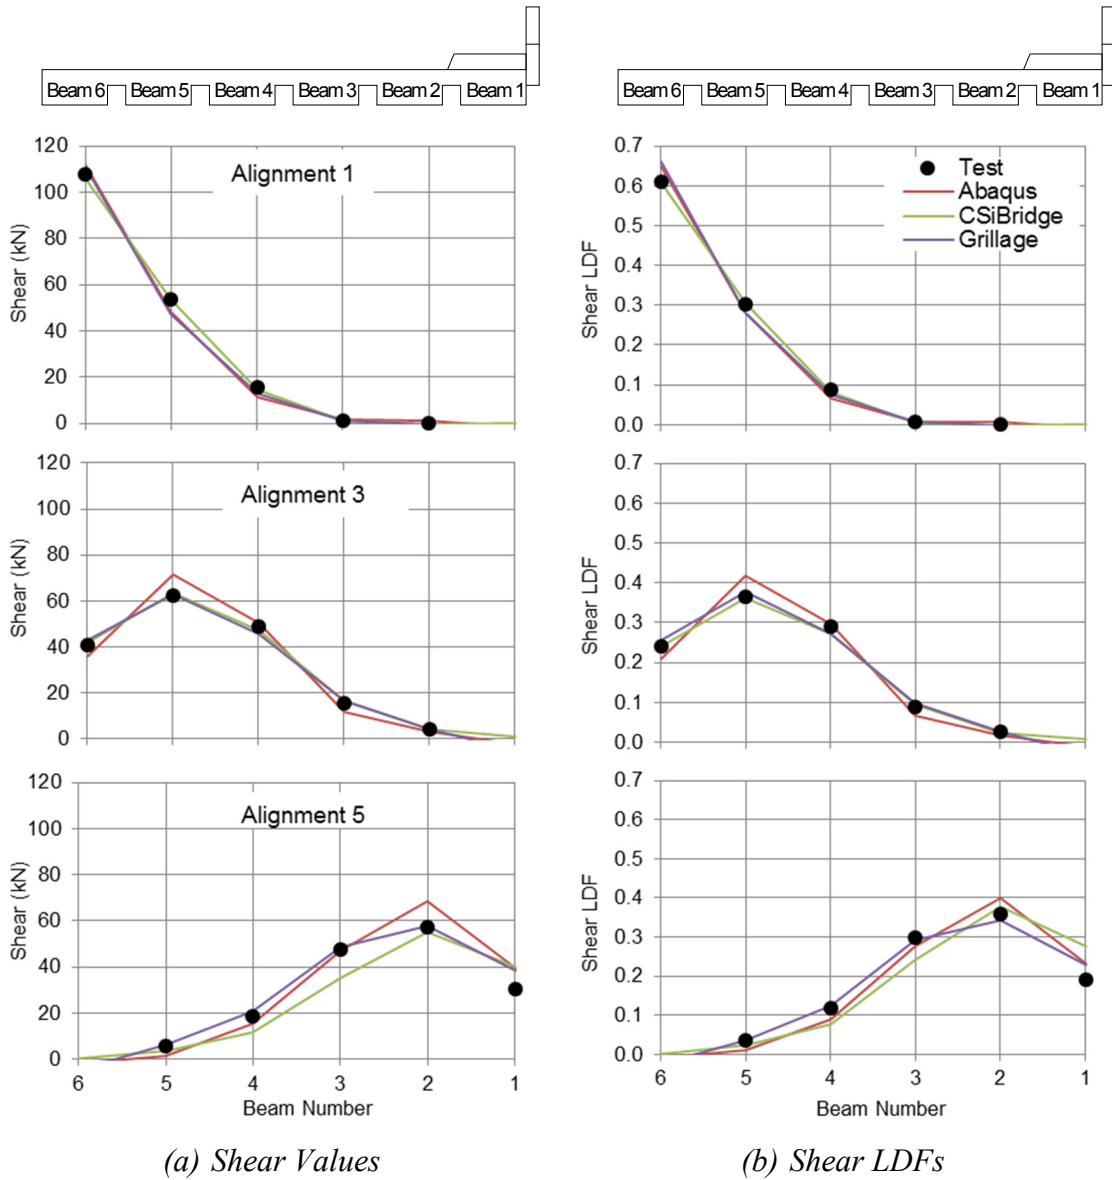 Beam 6 Beam 5 Beam 4 Beam 3 Beam 2 Beam 1
Beam 6 Beam 5 Beam 4 Beam 3 Beam 2 Beam 1
120
100
80
60
40
20
0
Shear (kN)
Alignment 1
0.7
0.6
0.5
0.4
0.3
0.2
0.1
0.0
Shear LDF
Test
Abaqus
CSiBridge
Grillage
120
100
80
60
40
20
0
Shear (kN)
Alignment 3
0.7
0.6
0.5
0.4
0.3
0.2
0.1
0.0
Shear LDF
120
100
80
60
40
20
0
Shear (kN)
Alignment 5
6 5 4 3 2 1
Beam Number
0.7
0.6
0.5
0.4
0.3
0.2
0.1
0.0
Shear LDF
6 5 4 3 2 1
Beam Number
(a) Shear Values
(b) Shear LDFs